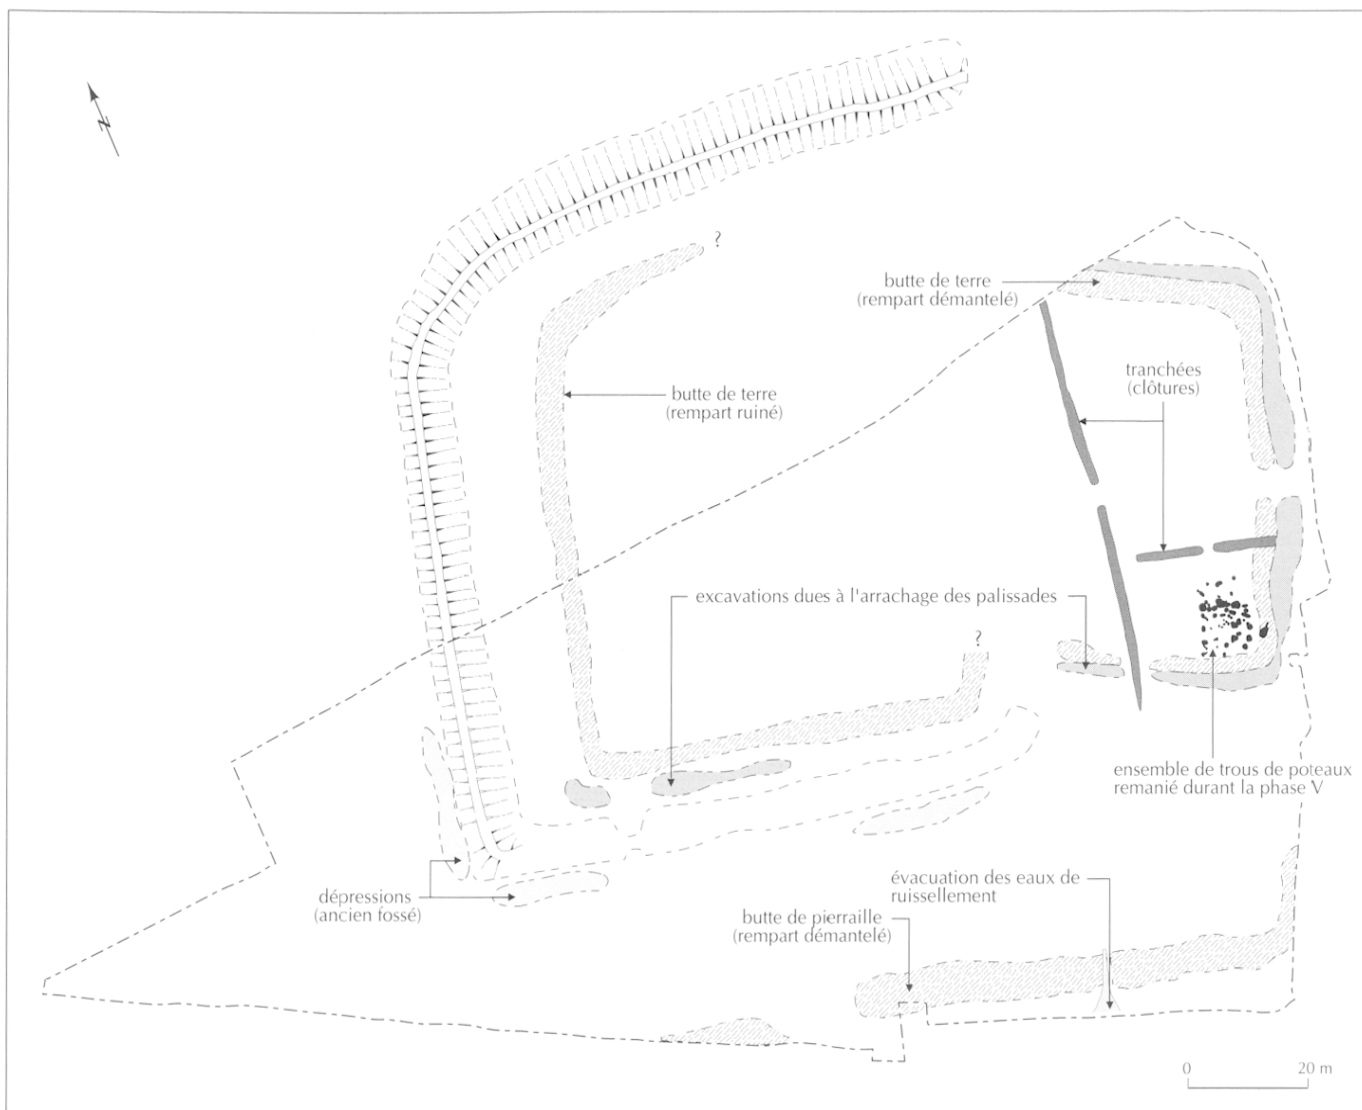 N
?
butte de terre
(rempart démantelé)
tranchées
(clôtures)
butte de terre
(rempart ruiné)
excavations dues à l'arrachage des palissades
?
ensemble de trous de poteaux
remanié durant la phase V
évacuation des eaux de
ruissellement
dépressions
(ancien fossé)
butte de pierraille
(rempart démantelé)
0 20 m